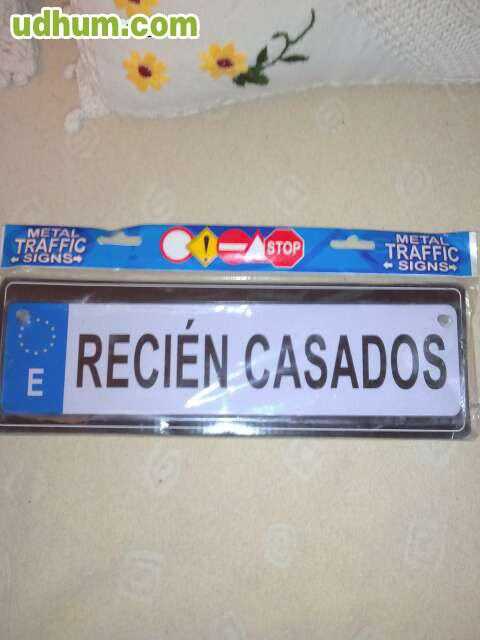 udhum.com
METAL
TRAFFIC
SIGNS
STOP
METAL
TRAFFIC
SIGNS
E
RECIÉN CASADOS